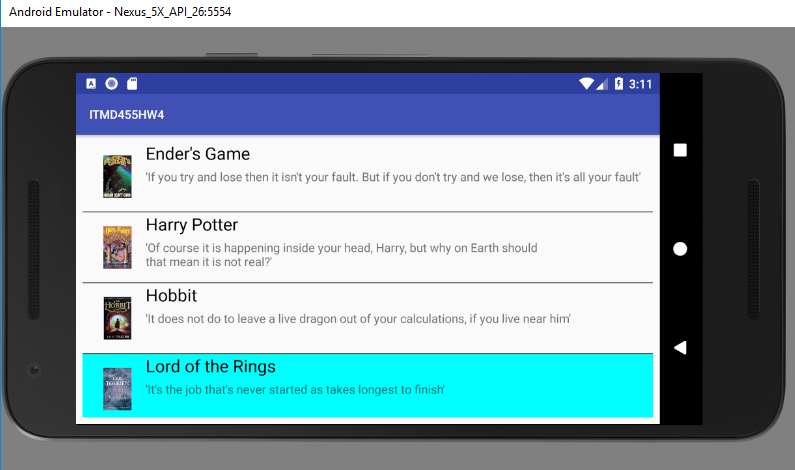 Android Emulator - Nexus_5X_API_26:5554
3:11
ITMD455HW4
Ender's Game
'If you try and lose then it isn't your fault. But if you don't try and we lose, then it's all your fault'
Harry Potter
'Of course it is happening inside your head, Harry, but why on Earth should
that mean it is not real?'
Hobbit
'It does not do to leave a live dragon out of your calculations, if you live near him'
HOBBIT
Lord of the Rings
'It's the job that's never started as takes longest to finish'
TOLKIEN